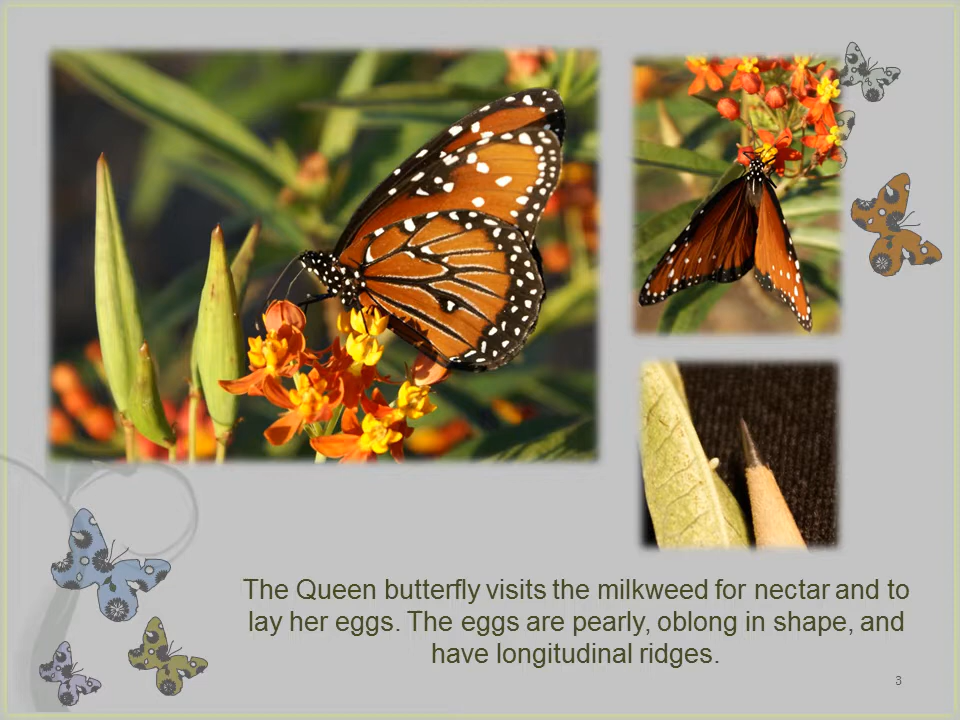 The Queen butterfly visits the milkweed for nectar and to
lay her eggs. The eggs are pearly, oblong in shape, and
have longitudinal ridges.
3